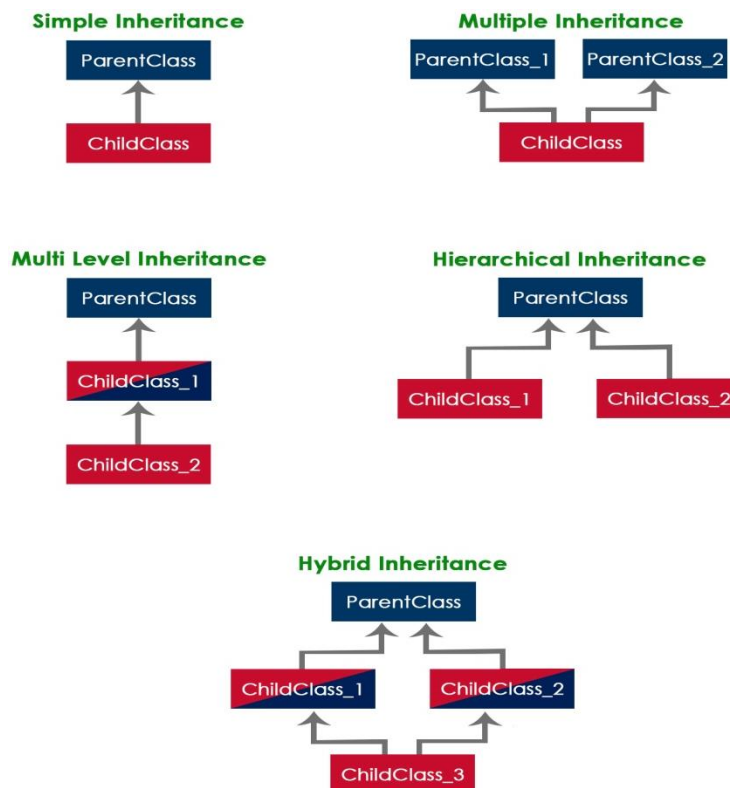 Simple Inheritance
ParentClass
ChildClass
Multiple Inheritance
ParentClass_1 ParentClass_2
ChildClass
Multi Level Inheritance
ParentClass
ChildClass_1
ChildClass_2
Hierarchical Inheritance
ParentClass
ChildClass_1 ChildClass_2
Hybrid Inheritance
ParentClass
ChildClass_1 ChildClass_2
ChildClass_3